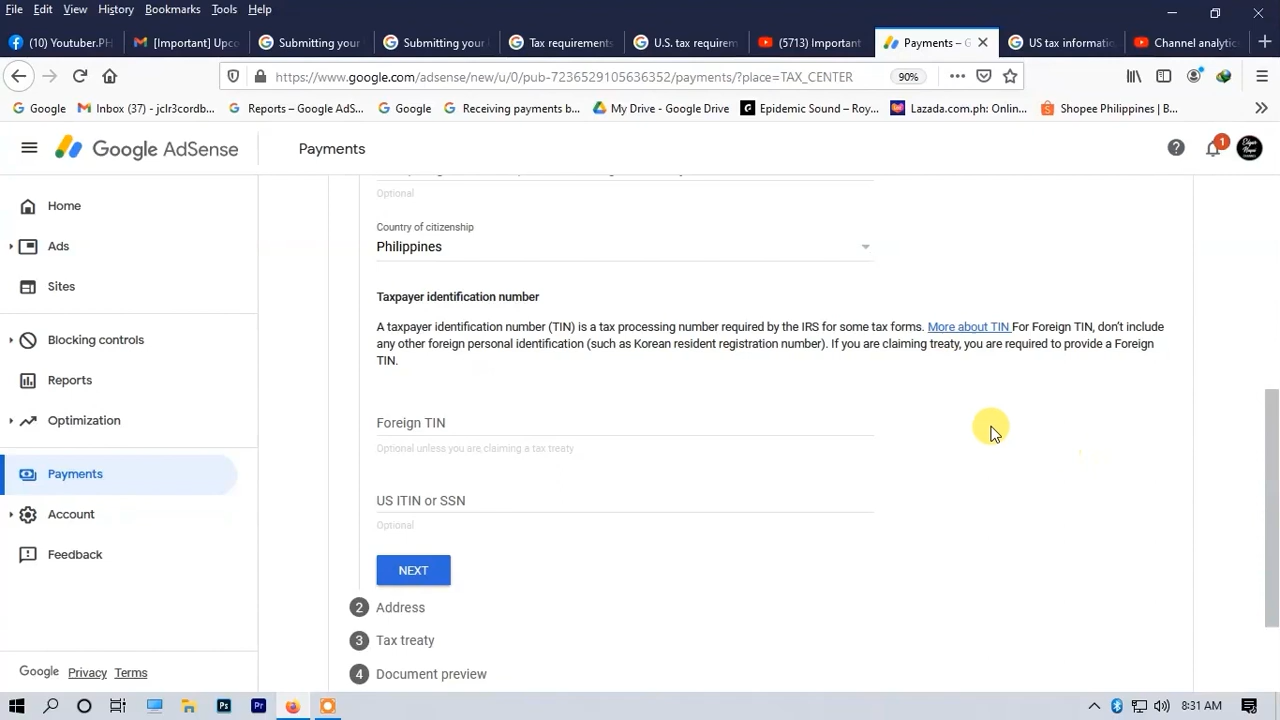 File Edit View History Bookmarks Tools Help
(10) Youtuber.PH
[Important] Upco
Submitting your
Submitting your
Tax requirements
U.S. tax requirem
(5713) Important
Payments – G
US tax informatio
Channel analytic
https://www.google.com/adsense/new/u/0/pub-7236529105636352/payments/?place=TAX_CENTER
90%
Google
Inbox (37) - jclr3cordb...
Reports – Google AdS...
Google
Receiving payments b...
My Drive - Google Drive
Epidemic Sound – Roy...
Lazada.com.ph: Onlin...
Shopee Philippines | B...
Google AdSense
Payments
1
Home
Ads
Sites
Blocking controls
Reports
Optimization
Payments
Account
Feedback
Google Privacy Terms
Optional
Country of citizenship
Philippines
Taxpayer identification number
A taxpayer identification number (TIN) is a tax processing number required by the IRS for some tax forms. More about TIN For Foreign TIN, don't include
any other foreign personal identification (such as Korean resident registration number). If you are claiming treaty, you are required to provide a Foreign
TIN.
Foreign TIN
Optional unless you are claiming a tax treaty
US ITIN or SSN
Optional
NEXT
2 Address
3 Tax treaty
4 Document preview
8:31 AM